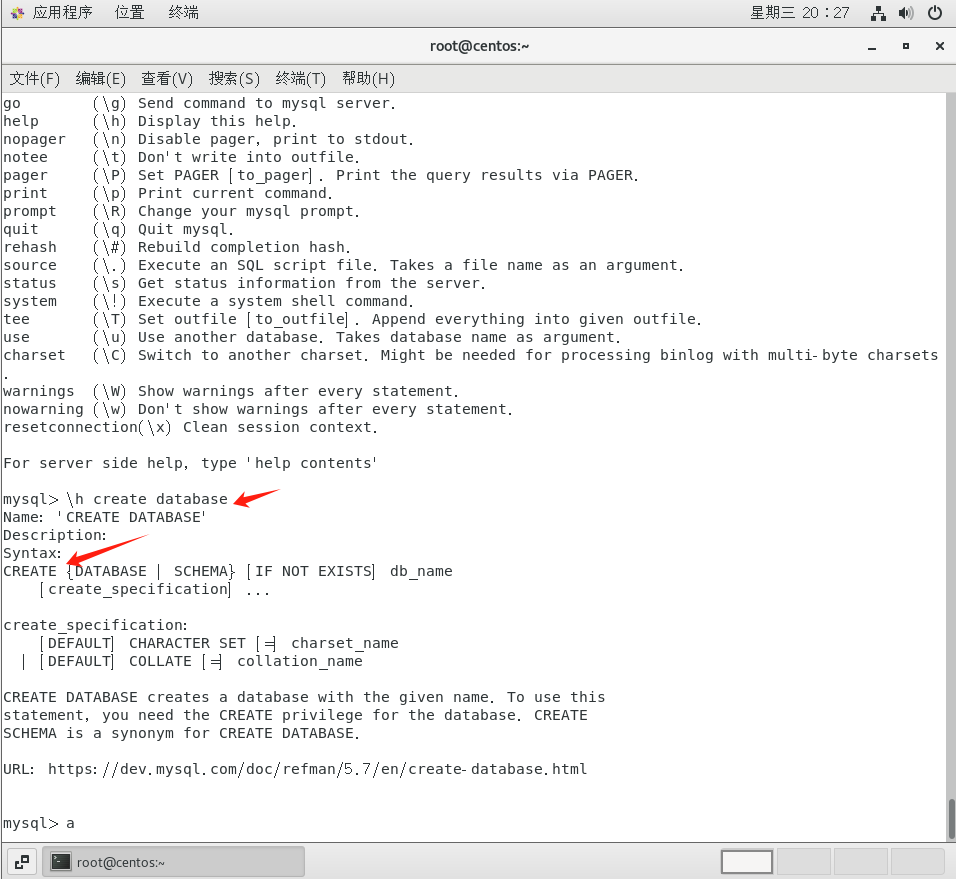 应用程序 位置 终端 星期三 20：27
root@centos:~
文件(F) 编辑(E) 查看(V) 搜索(S) 终端(T) 帮助(H)
go        (\g) Send command to mysql server.
help      (\h) Display this help.
nopager   (\n) Disable pager, print to stdout.
notee     (\t) Don't write into outfile.
pager     (\P) Set PAGER [to_pager]. Print the query results via PAGER.
print     (\p) Print current command.
prompt    (\R) Change your mysql prompt.
quit      (\q) Quit mysql.
rehash    (\#) Rebuild completion hash.
source    (\.) Execute an SQL script file. Takes a file name as an argument.
status    (\s) Get status information from the server.
system    (\!) Execute a system shell command.
tee       (\T) Set outfile [to_outfile]. Append everything into given outfile.
use       (\u) Use another database. Takes database name as argument.
charset   (\C) Switch to another charset. Might be needed for processing binlog with multi-byte charsets
.
warnings  (\W) Show warnings after every statement.
nowarning (\w) Don't show warnings after every statement.
resetconnection(\x) Clean session context.
For server side help, type 'help contents'
mysql> \h create database
Name: 'CREATE DATABASE'
Description:
Syntax:
CREATE {DATABASE | SCHEMA} [IF NOT EXISTS] db_name
    [create_specification] ...
create_specification:
    [DEFAULT] CHARACTER SET [=] charset_name
  | [DEFAULT] COLLATE [=] collation_name
CREATE DATABASE creates a database with the given name. To use this
statement, you need the CREATE privilege for the database. CREATE
SCHEMA is a synonym for CREATE DATABASE.
URL: https://dev.mysql.com/doc/refman/5.7/en/create-database.html
mysql> a
root@centos:~